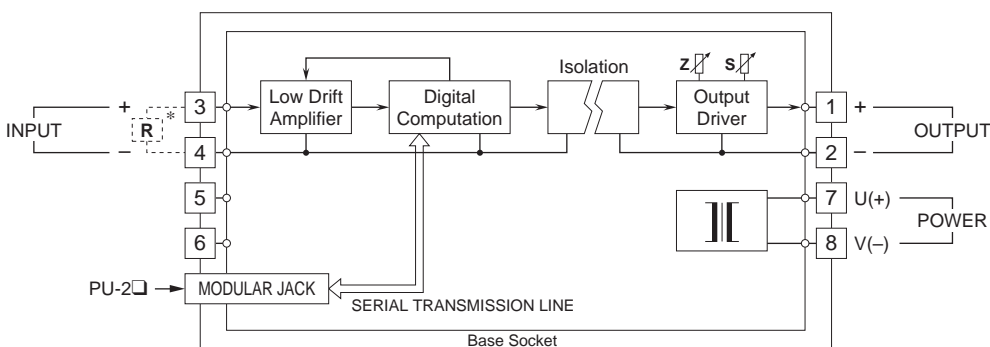 Isolation
Z S
Low Drift
Amplifier
Digital
Computation
Output
Driver
INPUT
+
–
R
*
3
4
5
6
1
+
2
–
OUTPUT
7
U(+)
8
V(–)
POWER
PU-2❑
MODULAR JACK
SERIAL TRANSMISSION LINE
Base Socket